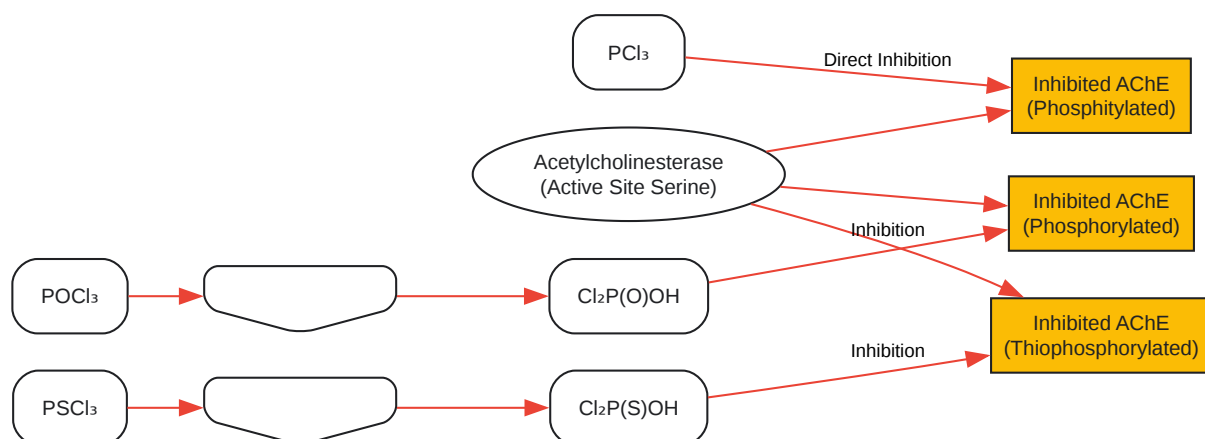 PCl₃
Direct Inhibition
Inhibited AChE
(Phosphitylated)
Acetylcholinesterase
(Active Site Serine)
Inhibited AChE
(Phosphorylated)
Inhibition
POCl₃
Cl₂P(O)OH
Inhibited AChE
(Thiophosphorylated)
Inhibition
PSCl₃
Cl₂P(S)OH